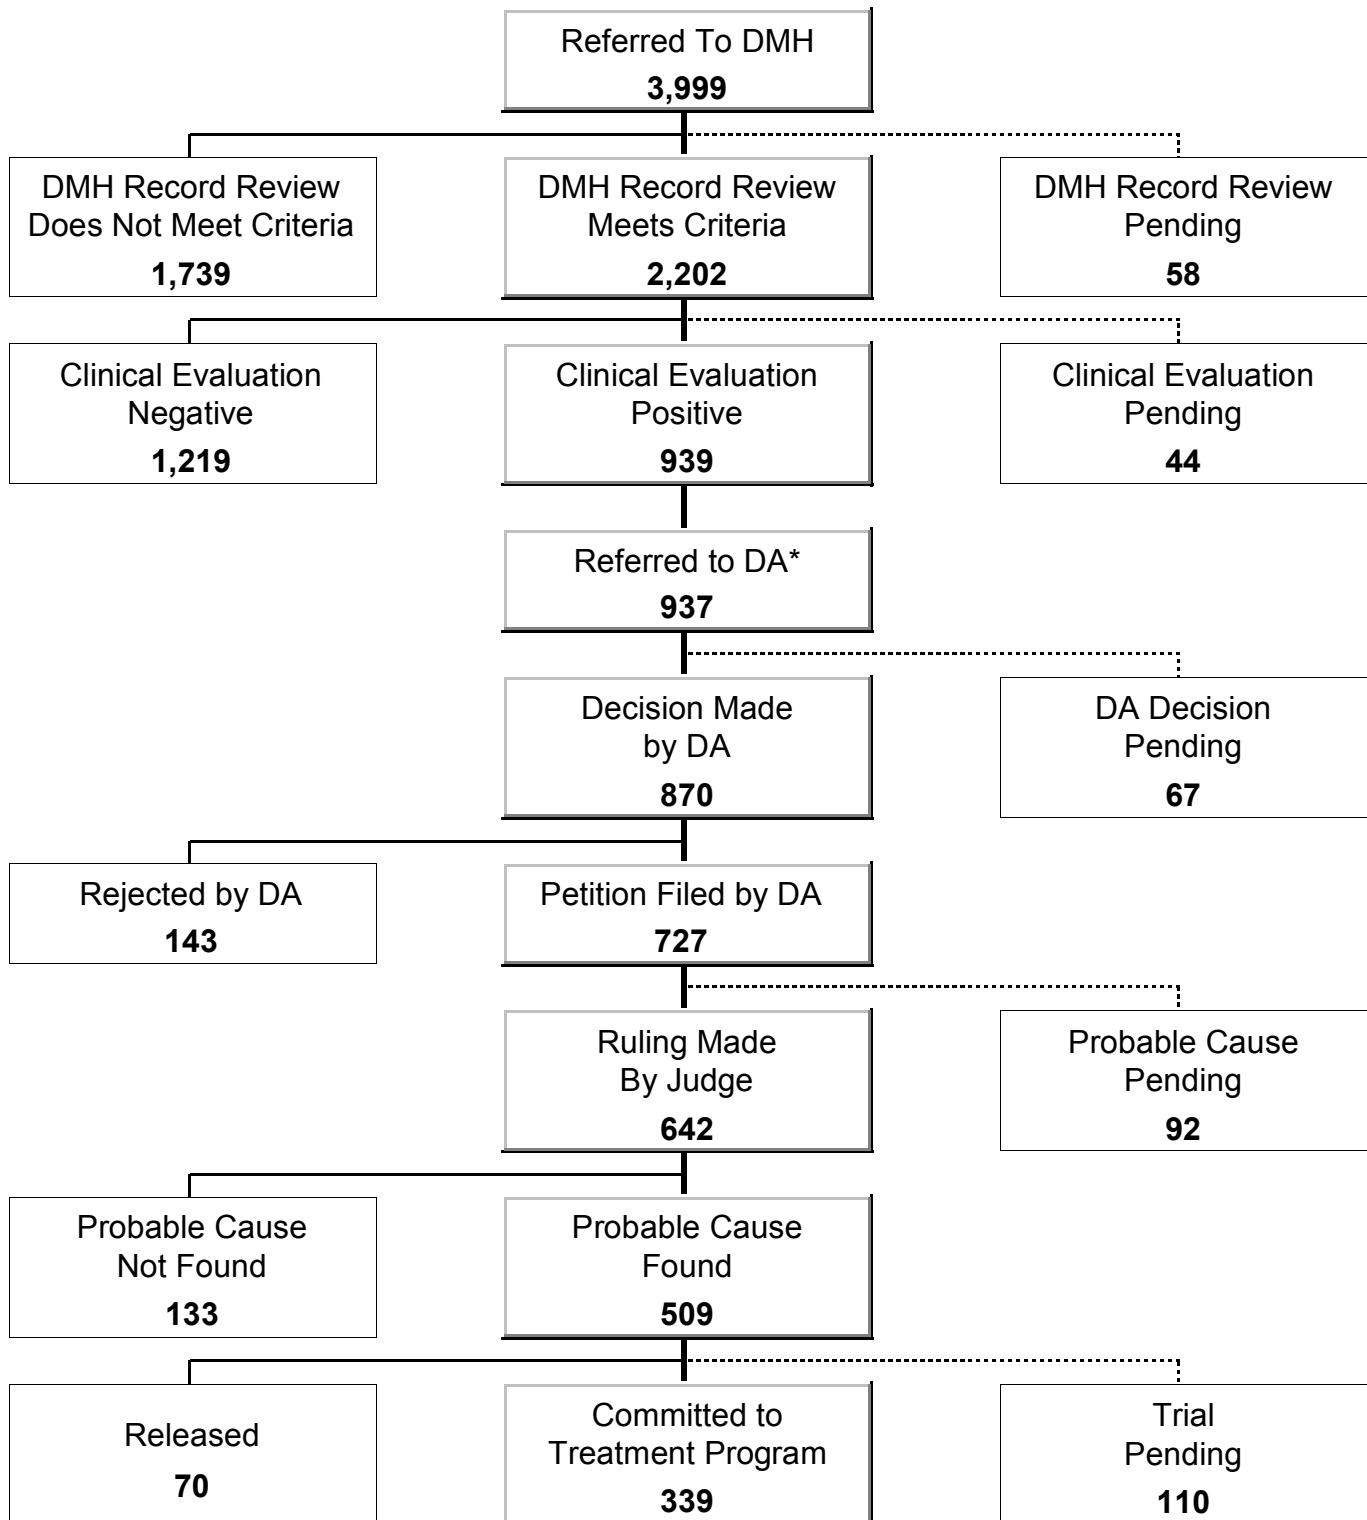 Referred To DMH
3,999
DMH Record Review
Does Not Meet Criteria
1,739
DMH Record Review
Meets Criteria
2,202
DMH Record Review
Pending
58
Clinical Evaluation
Negative
1,219
Clinical Evaluation
Positive
939
Clinical Evaluation
Pending
44
Referred to DA*
937
Decision Made
by DA
870
DA Decision
Pending
67
Rejected by DA
143
Petition Filed by DA
727
Ruling Made
By Judge
642
Probable Cause
Pending
92
Probable Cause
Not Found
133
Probable Cause
Found
509
Released
70
Committed to
Treatment Program
339
Trial
Pending
110